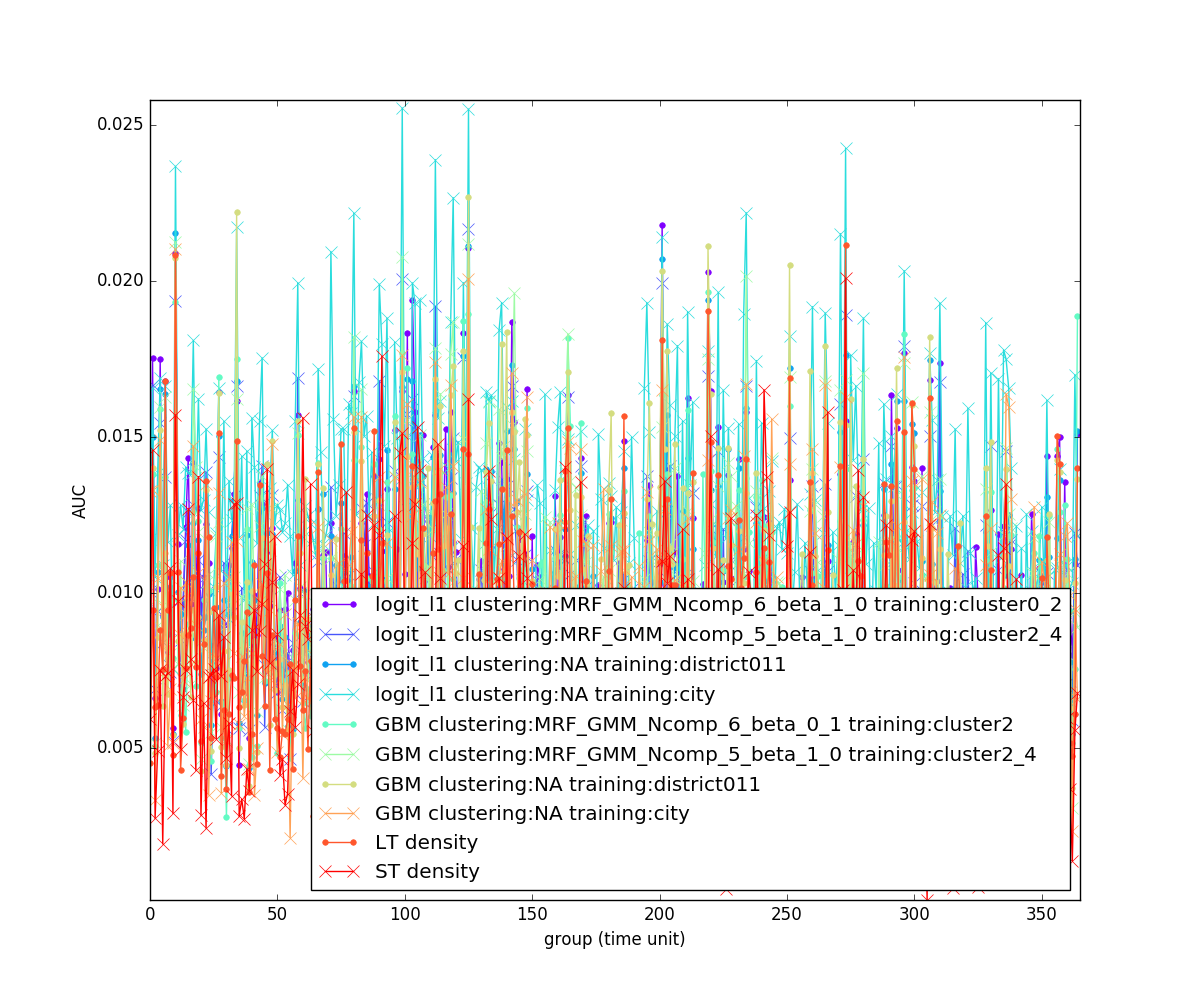 0.025
0.020
0.015
0.010
0.005
AUC
logit_l1 clustering:MRF_GMM_Ncomp_6_beta_1_0 training:cluster0_2
logit_l1 clustering:MRF_GMM_Ncomp_5_beta_1_0 training:cluster2_4
logit_l1 clustering:NA training:district011
logit_l1 clustering:NA training:city
GBM clustering:MRF_GMM_Ncomp_6_beta_0_1 training:cluster2
GBM clustering:MRF_GMM_Ncomp_5_beta_1_0 training:cluster2_4
GBM clustering:NA training:district011
GBM clustering:NA training:city
LT density
ST density
0 50 100 150 200 250 300 350
group (time unit)